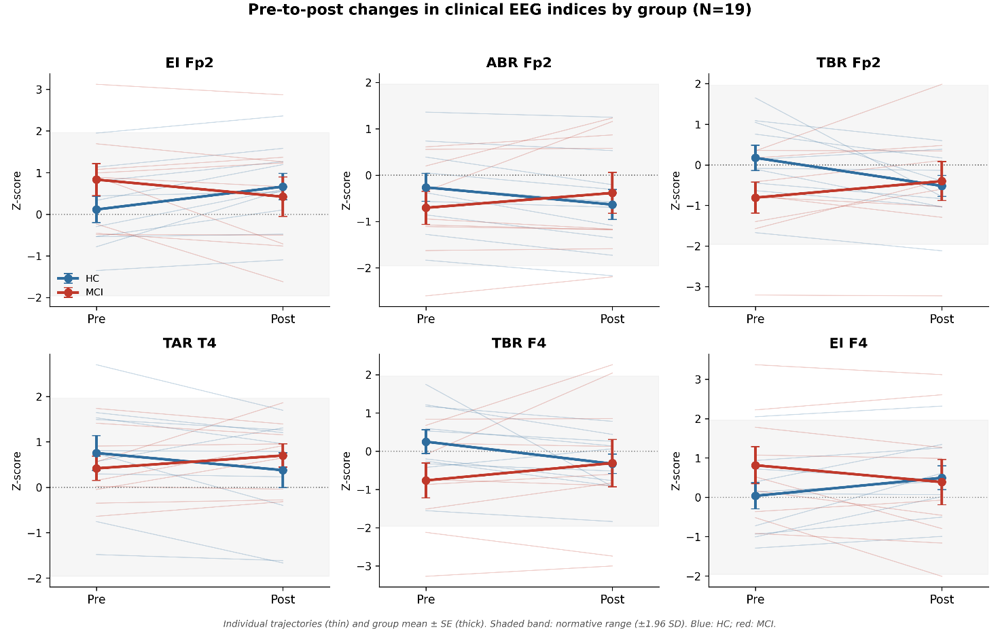 Pre-to-post changes in clinical EEG indices by group (N=19)
EI Fp2
Z-score
3
2
1
0
−1
−2
HC
MCI
Pre
Post
ABR Fp2
Z-score
2
1
0
−1
−2
Pre
Post
TBR Fp2
Z-score
2
1
0
−1
−2
−3
Pre
Post
TAR T4
Z-score
2
1
0
−1
−2
Pre
Post
TBR F4
Z-score
2
1
0
−1
−2
−3
Pre
Post
EI F4
Z-score
3
2
1
0
−1
−2
Pre
Post
Individual trajectories (thin) and group mean ± SE (thick). Shaded band: normative range (±1.96 SD). Blue: HC; red: MCI.